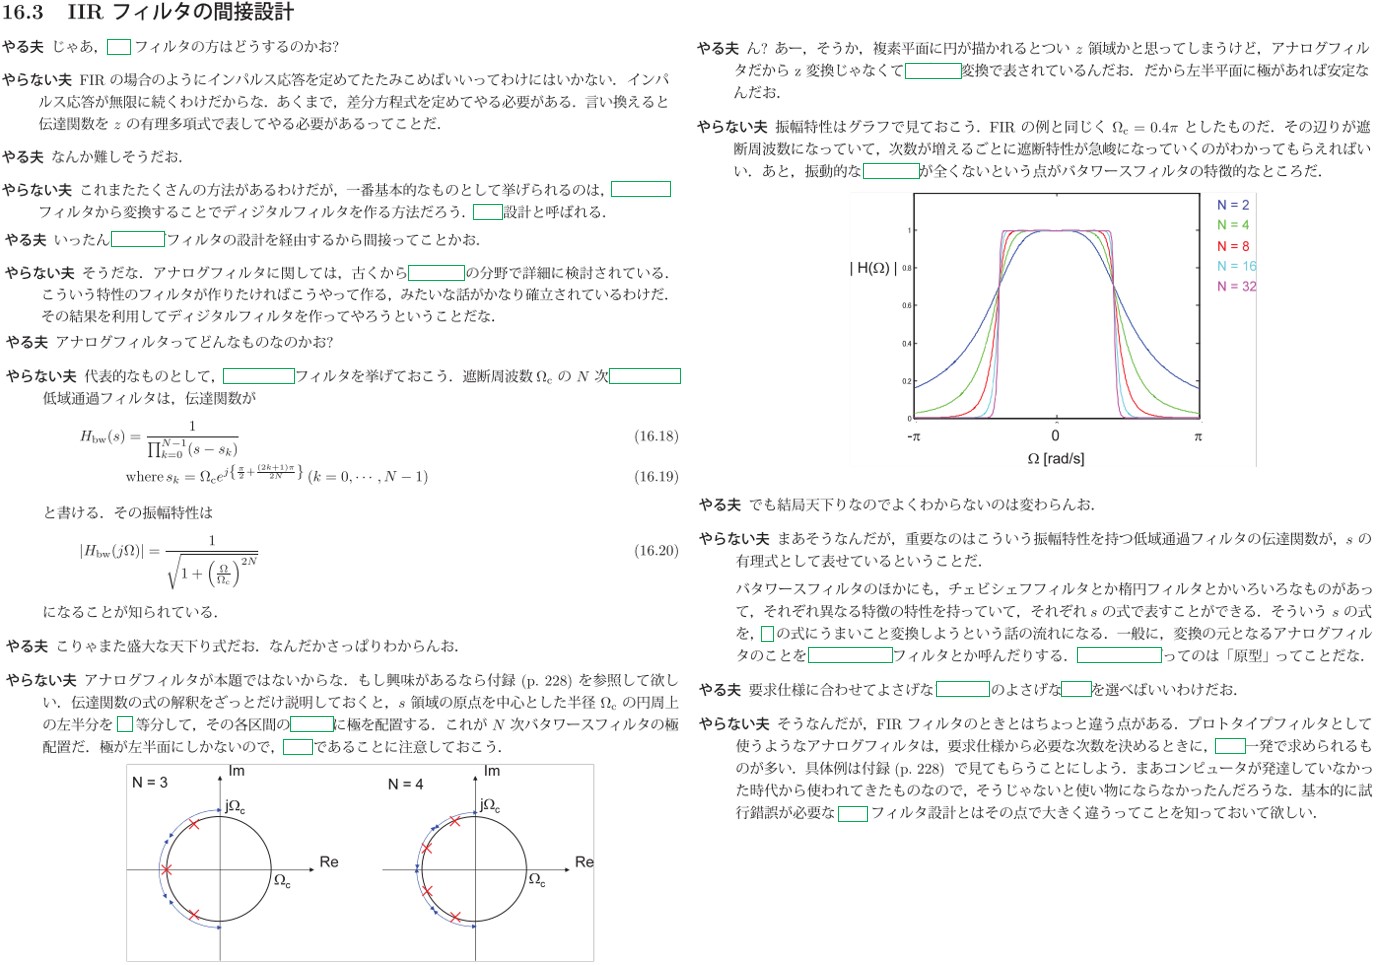 16.3 IIR フィルタの間接設計
やる夫 じゃあ， フィルタの方はどうするのかお?
やらない夫 FIR の場合のようにインパルス応答を定めてたたみこめばいいってわけにはいかない．インパ
ルス応答が無限に続くわけだからな．あくまで，差分方程式を定めてやる必要がある．言い換えると
伝達関数を z の有理多項式で表してやる必要があるってことだ．
やる夫 なんか難しそうだお．
やらない夫 これまたたくさんの方法があるわけだが，一番基本的なものとして挙げられるのは，
フィルタから変換することでディジタルフィルタを作る方法だろう． 設計と呼ばれる．
やる夫 いったん フィルタの設計を経由するから間接ってことかお．
やらない夫 そうだな．アナログフィルタに関しては，古くから の分野で詳細に検討されている．
こういう特性のフィルタが作りたければこうやって作る，みたいな話がかなり確立されているわけだ．
その結果を利用してディジタルフィルタを作ってやろうということだな．
やる夫 アナログフィルタってどんなものなのかお?
やらない夫 代表的なものとして， フィルタを挙げておこう．遮断周波数 Ωc の N 次
低域通過フィルタは，伝達関数が
Hbw(s) = 1 / ∏_{k=0}^{N−1}(s − sk) (16.18)
where sk = Ωc e^{j{π/2 + (2k+1)π/2N}} (k = 0, ⋯ , N − 1) (16.19)
と書ける．その振幅特性は
|Hbw(jΩ)| = 1 / √(1 + (Ω/Ωc)^{2N}) (16.20)
になることが知られている．
やる夫 こりゃまた盛大な天下り式だお．なんだかさっぱりわからんお．
やらない夫 アナログフィルタが本題ではないからな．もし興味があるなら付録 (p. 228) を参照して欲し
い．伝達関数の式の解釈をざっとだけ説明しておくと，s 領域の原点を中心とした半径 Ωc の円周上
の左半分を 等分して，その各区間の に極を配置する．これが N 次バタワースフィルタの極
配置だ．極が左半面にしかないので， であることに注意しておこう．
N = 3
Im
jΩc
Re
Ωc
N = 4
Im
jΩc
Re
Ωc
やる夫 ん? あー，そうか，複素平面に円が描かれるとつい z 領域かと思ってしまうけど，アナログフィル
タだから z 変換じゃなくて 変換で表されているんだお．だから左半平面に極があれば安定な
んだお．
やらない夫 振幅特性はグラフで見ておこう．FIR の例と同じく Ωc = 0.4π としたものだ．その辺りが遮
断周波数になっていて，次数が増えるごとに遮断特性が急峻になっていくのがわかってもらえればい
い．あと，振動的な が全くないという点がバタワースフィルタの特徴的なところだ．
N = 2
N = 4
N = 8
N = 16
N = 32
| H(Ω) |
1
0.8
0.6
0.4
0.2
0
-π 0 π
Ω [rad/s]
やる夫 でも結局天下りなのでよくわからないのは変わらんお．
やらない夫 まあそうなんだが，重要なのはこういう振幅特性を持つ低域通過フィルタの伝達関数が，s の
有理式として表せているということだ．
バタワースフィルタのほかにも，チェビシェフフィルタとか楕円フィルタとかいろいろなものがあっ
て，それぞれ異なる特徴の特性を持っていて，それぞれ s の式で表すことができる．そういう s の式
を， の式にうまいこと変換しようという話の流れになる．一般に，変換の元となるアナログフィル
タのことを フィルタとか呼んだりする． ってのは「原型」ってことだな．
やる夫 要求仕様に合わせてよさげな のよさげな を選べばいいわけだお．
やらない夫 そうなんだが，FIR フィルタのときとはちょっと違う点がある．プロトタイプフィルタとして
使うようなアナログフィルタは，要求仕様から必要な次数を決めるときに， 一発で求められるも
のが多い．具体例は付録 (p. 228) で見てもらうことにしよう．まあコンピュータが発達していなかっ
た時代から使われてきたものなので，そうじゃないと使い物にならなかったんだろうな．基本的に試
行錯誤が必要な フィルタ設計とはその点で大きく違うってことを知っておいて欲しい．